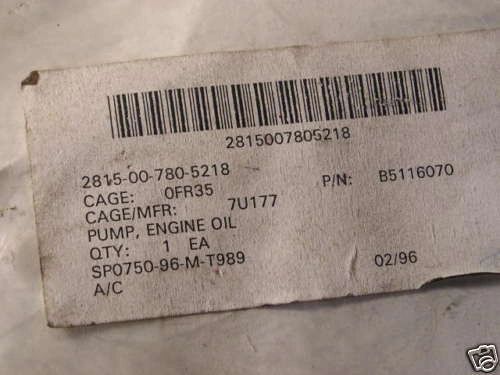 2815007805218
2815-00-780-5218
CAGE: 0FR35 P/N: B5116070
CAGE/MFR: 7U177
PUMP, ENGINE OIL
QTY: 1 EA
SP0750-96-M-T989 02/96
A/C